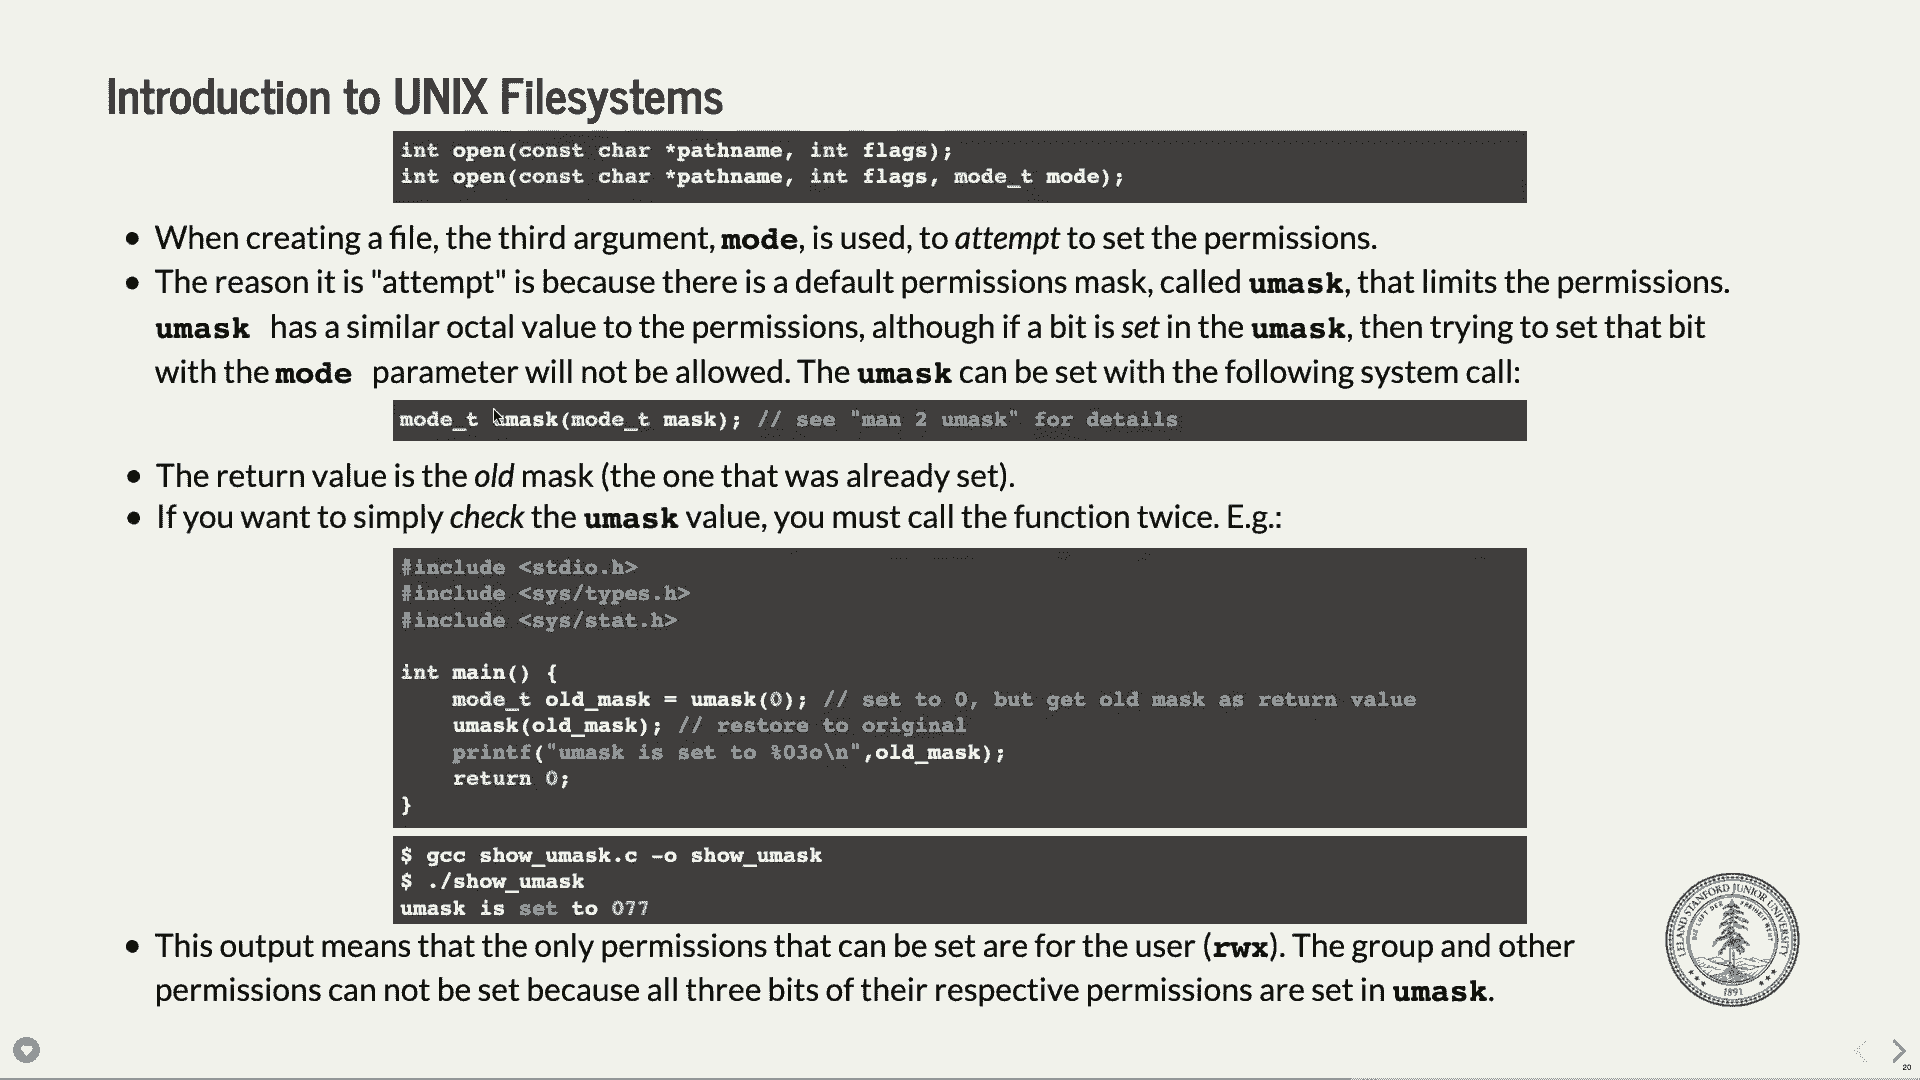 Introduction to UNIX Filesystems
int open(const char *pathname, int flags);
int open(const char *pathname, int flags, mode_t mode);
• When creating a file, the third argument, mode, is used, to attempt to set the permissions.
• The reason it is "attempt" is because there is a default permissions mask, called umask, that limits the permissions.
umask has a similar octal value to the permissions, although if a bit is set in the umask, then trying to set that bit
with the mode parameter will not be allowed. The umask can be set with the following system call:
mode_t umask(mode_t mask); // see "man 2 umask" for details
• The return value is the old mask (the one that was already set).
• If you want to simply check the umask value, you must call the function twice. E.g.:
#include <stdio.h>
#include <sys/types.h>
#include <sys/stat.h>
int main() {
    mode_t old_mask = umask(0); // set to 0, but get old mask as return value
    umask(old_mask); // restore to original
    printf("umask is set to %03o\n",old_mask);
    return 0;
}
$ gcc show_umask.c -o show_umask
$ ./show_umask
umask is set to 077
• This output means that the only permissions that can be set are for the user (rwx). The group and other
permissions can not be set because all three bits of their respective permissions are set in umask.
LELAND STANFORD JUNIOR UNIVERSITY
DIE LUFT DER FREIHEIT WEHT
1891
20